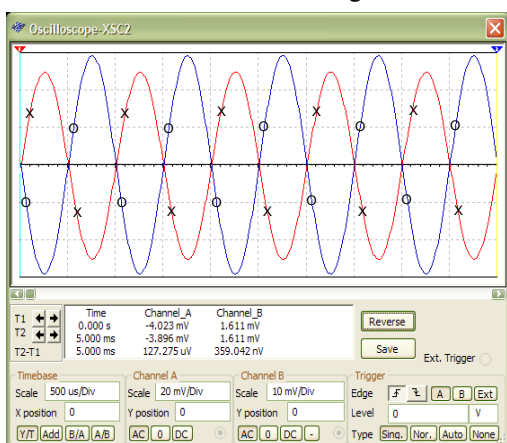 Oscilloscope-XSC2
Time Channel_A Channel_B
T1 0.000 s -4.023 mV 1.611 mV
T2 5.000 ms -3.896 mV 1.611 mV
T2-T1 5.000 ms 127.275 uV 359.042 nV
Reverse
Save
Ext. Trigger
Timebase
Scale 500 us/Div
X position 0
Y/T Add B/A A/B
Channel A
Scale 20 mV/Div
Y position 0
AC 0 DC
Channel B
Scale 10 mV/Div
Y position 0
AC 0 DC -
Trigger
Edge A B Ext
Level 0 V
Type Sing. Nor. Auto None